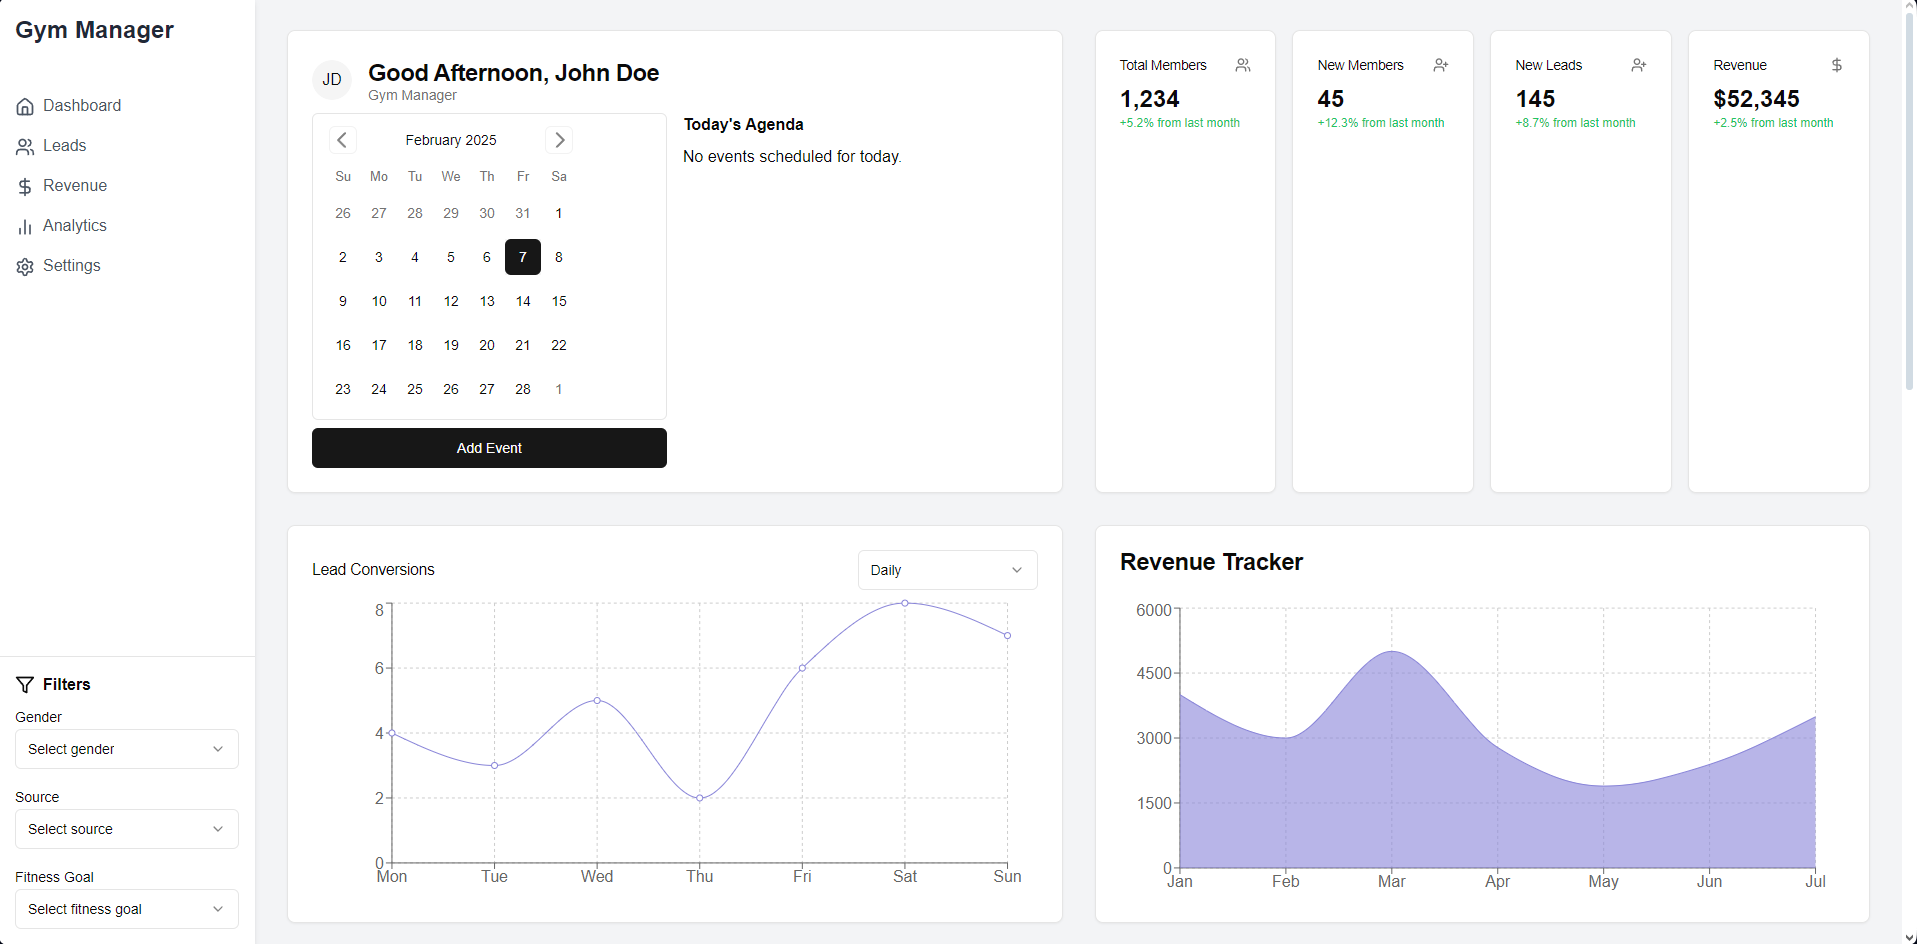 Gym Manager
Dashboard
Leads
Revenue
Analytics
Settings
Filters
Gender
Select gender
Source
Select source
Fitness Goal
Select fitness goal
JD
Good Afternoon, John Doe
Gym Manager
February 2025
Su Mo Tu We Th Fr Sa
26 27 28 29 30 31 1
2 3 4 5 6 7 8
9 10 11 12 13 14 15
16 17 18 19 20 21 22
23 24 25 26 27 28 1
Add Event
Today's Agenda
No events scheduled for today.
Total Members
1,234
+5.2% from last month
New Members
45
+12.3% from last month
New Leads
145
+8.7% from last month
Revenue
$52,345
+2.5% from last month
Lead Conversions
Daily
8
6
4
2
0
Mon Tue Wed Thu Fri Sat Sun
Revenue Tracker
6000
4500
3000
1500
0
Jan Feb Mar Apr May Jun Jul